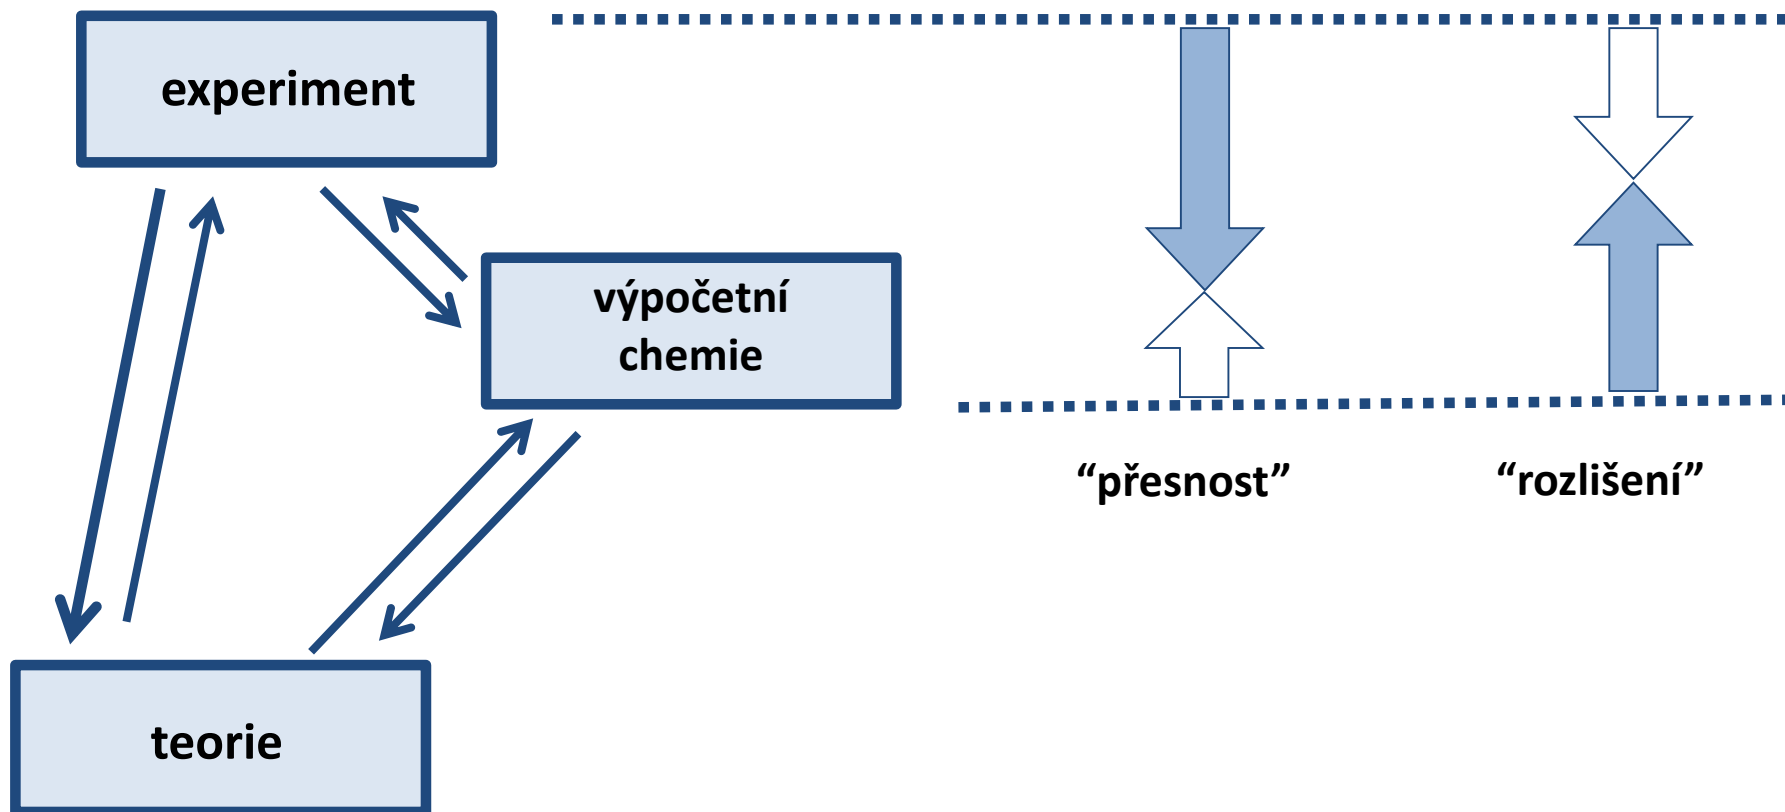 experiment
výpočetní
chemie
“přesnost”
“rozlišení”
teorie